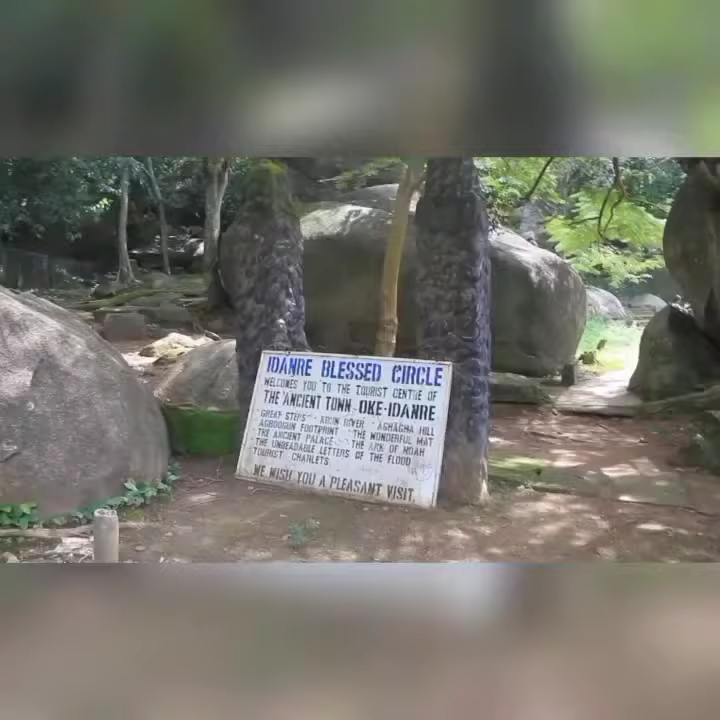 IDANRE BLESSED CIRCLE
WELCOMES YOU TO THE TOURIST CENTRE OF
THE ANCIENT TOWN OKE-IDANRE
GREAT STEPS ARUN RIVER AGHAGHA HILL
AGBOOGUN FOOTPRINT THE WONDERFUL MAT
THE ANCIENT PALACE THE ARK OF NOAH
THE UNREADABLE LETTERS OF THE FLOOD
TOURIST CHARLETS
WE WISH YOU A PLEASANT VISIT.